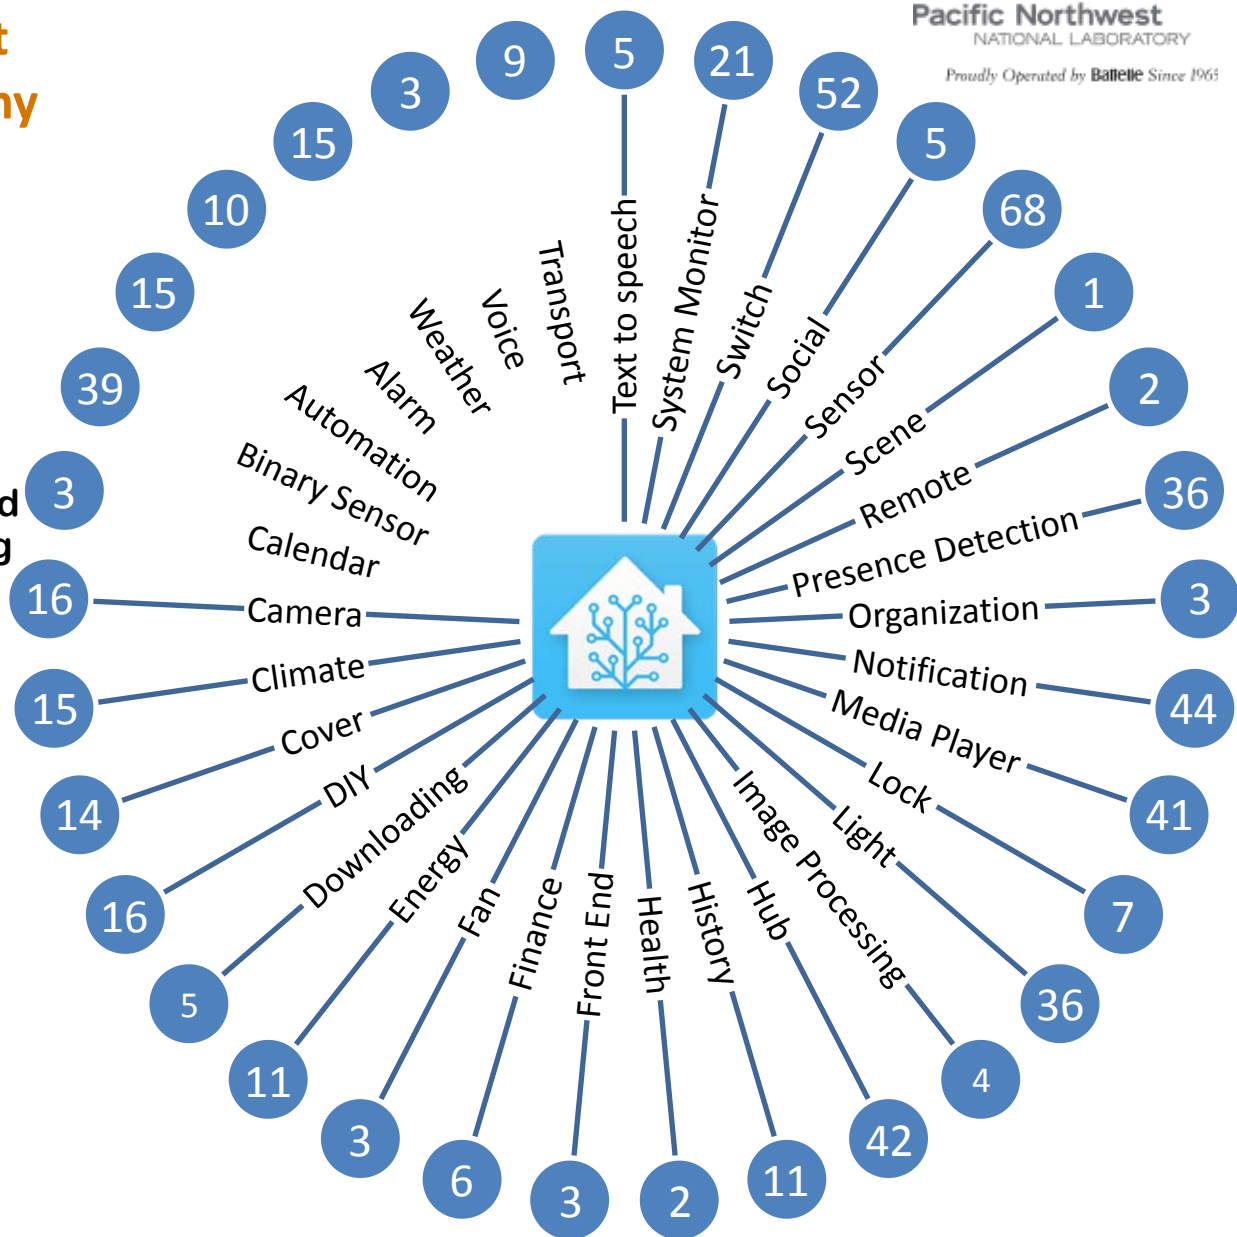 t
ny
Pacific Northwest
NATIONAL LABORATORY
Proudly Operated by Battelle Since 1965
d
g
5
Text to speech
21
System Monitor
52
Switch
5
Social
68
Sensor
1
Scene
2
Remote
36
Presence Detection
3
Organization
44
Notification
41
Media Player
7
Lock
36
Light
4
Image Processing
42
Hub
11
History
2
Health
3
Front End
6
Finance
3
Fan
11
Energy
5
Downloading
16
DIY
14
Cover
15
Climate
16
Camera
3
Calendar
39
Binary Sensor
15
Automation
10
Alarm
15
Weather
3
Voice
9
Transport